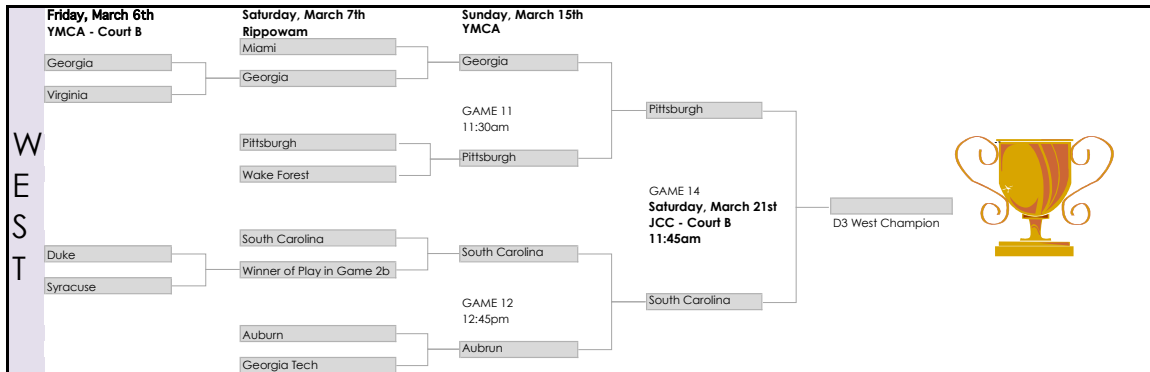 Friday, March 6th
YMCA - Court B
Saturday, March 7th
Rippowam
Sunday, March 15th
YMCA
WEST
Georgia
Virginia
Duke
Syracuse
Miami
Georgia
Pittsburgh
Wake Forest
South Carolina
Winner of Play in Game 2b
Auburn
Georgia Tech
Georgia
GAME 11
11:30am
Pittsburgh
South Carolina
GAME 12
12:45pm
Aubrun
Pittsburgh
GAME 14
Saturday, March 21st
JCC - Court B
11:45am
South Carolina
D3 West Champion